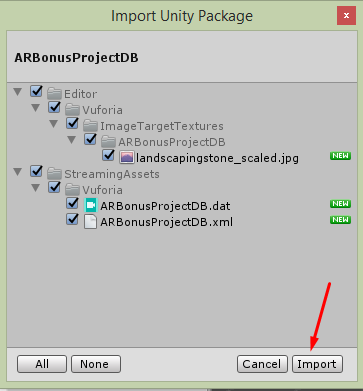 Import Unity Package
x
ARBonusProjectDB
Editor
Vuforia
ImageTargetTextures
ARBonusProjectDB
landscapingstone_scaled.jpg NEW
StreamingAssets
Vuforia
ARBonusProjectDB.dat NEW
ARBonusProjectDB.xml NEW
All None Cancel Import